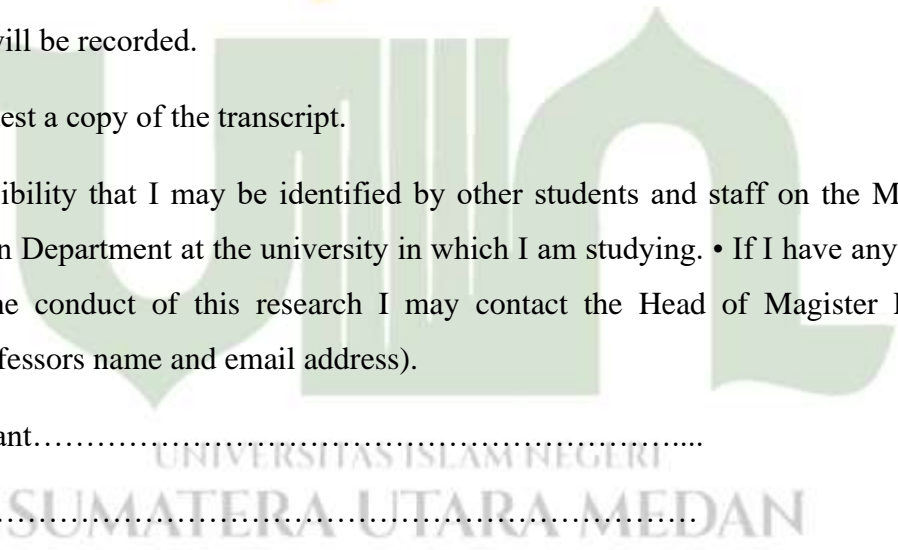 will be recorded.
est a copy of the transcript.
ibility that I may be identified by other students and staff on the M
n Department at the university in which I am studying. • If I have any
ne conduct of this research I may contact the Head of Magister
fessors name and email address).
ant…………………………………………………………....
UNIVERSITAS ISLAM NEGERI
……………………………………………………………
SUMATERA UTARA MEDAN